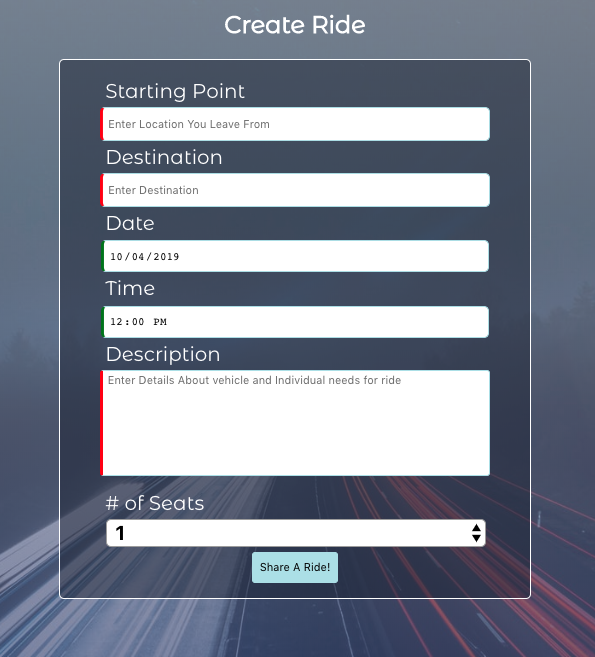 Create Ride
Starting Point
Enter Location You Leave From
Destination
Enter Destination
Date
10/04/2019
Time
12:00 PM
Description
Enter Details About vehicle and Individual needs for ride
# of Seats
1
Share A Ride!